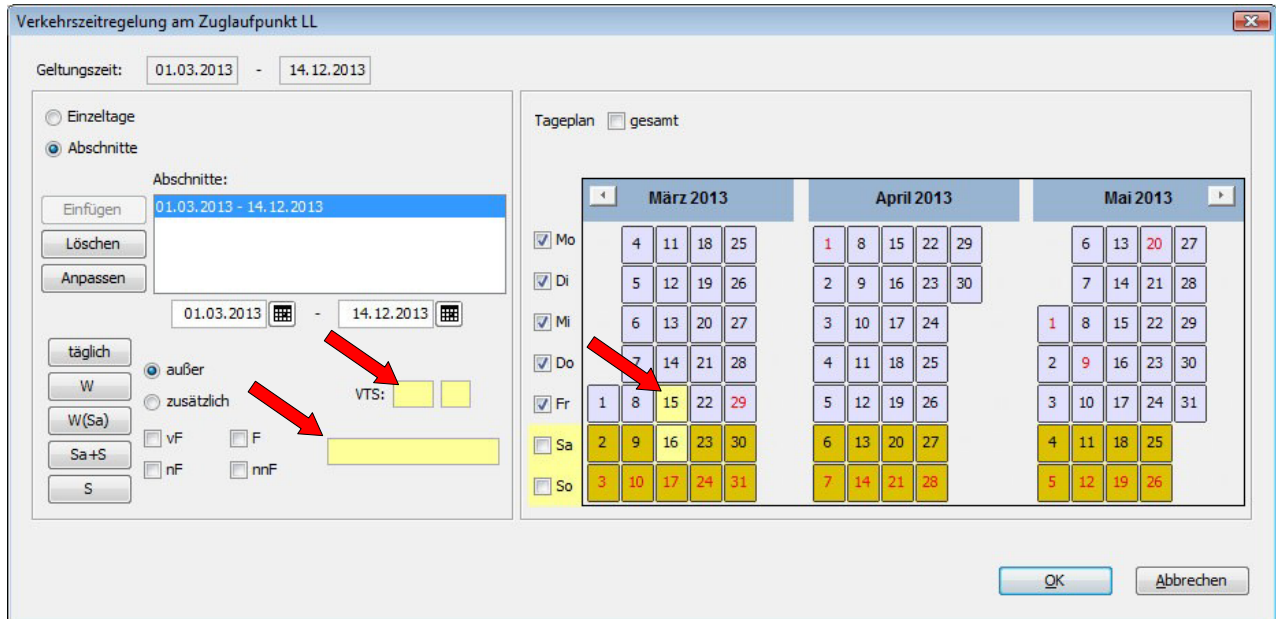 Verkehrszeitregelung am Zuglaufpunkt LL
Geltungszeit: 01.03.2013 - 14.12.2013
Einzeltage
Abschnitte
Abschnitte:
Einfügen
Löschen
Anpassen
01.03.2013 - 14.12.2013
01.03.2013 - 14.12.2013
täglich
W
W(Sa)
Sa+S
S
außer
zusätzlich
VTS:
vF F
nF nnF
Tageplan gesamt
März 2013 April 2013 Mai 2013
Mo 4 11 18 25 1 8 15 22 29 6 13 20 27
Di 5 12 19 26 2 9 16 23 30 7 14 21 28
Mi 6 13 20 27 3 10 17 24 1 8 15 22 29
Do 7 14 21 28 4 11 18 25 2 9 16 23 30
Fr 1 8 15 22 29 5 12 19 26 3 10 17 24 31
Sa 2 9 16 23 30 6 13 20 27 4 11 18 25
So 3 10 17 24 31 7 14 21 28 5 12 19 26
OK Abbrechen